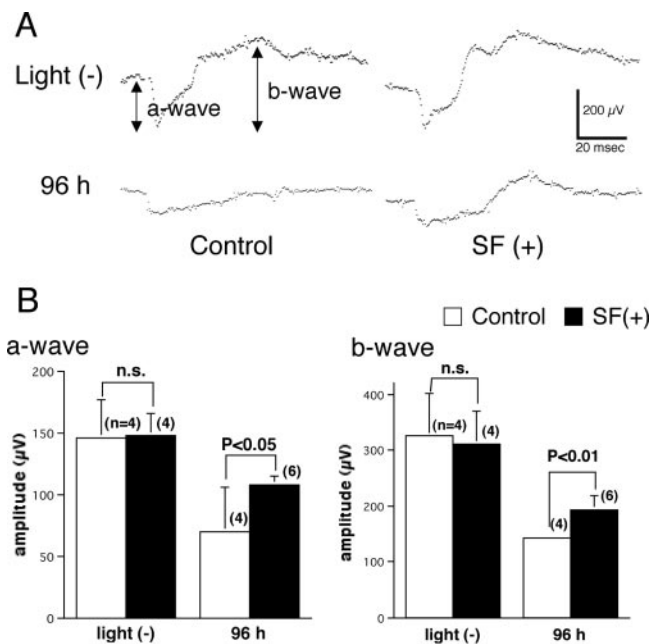 A
Light (-)
a-wave
b-wave
200 µV
20 msec
96 h
Control
SF (+)
B
Control
SF(+)
a-wave
200
150
100
50
0
amplitude (µV)
n.s.
(n=4)
(4)
P<0.05
(4)
(6)
light (-)
96 h
b-wave
400
300
200
100
0
amplitude (µV)
n.s.
(n=4)
(4)
P<0.01
(4)
(6)
light (-)
96 h